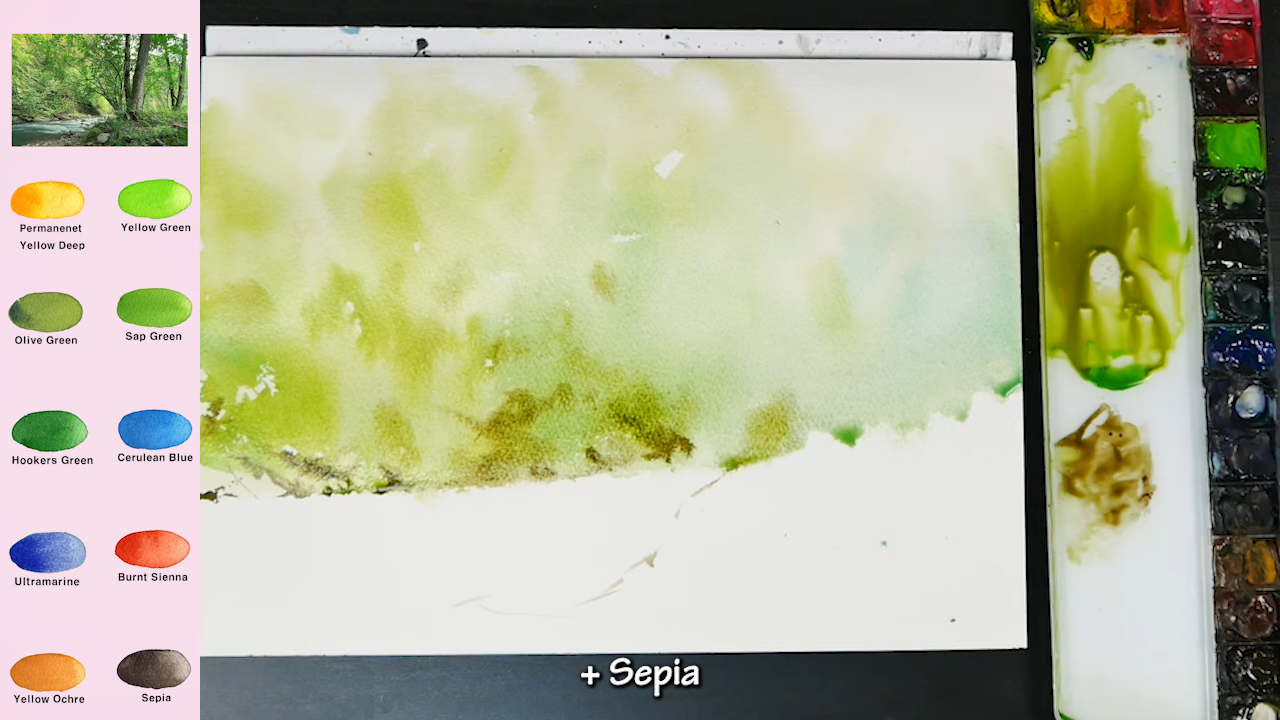 Permanenet
Yellow Deep
Yellow Green
Olive Green
Sap Green
Hookers Green
Cerulean Blue
Ultramarine
Burnt Sienna
Yellow Ochre
Sepia
+ Sepia